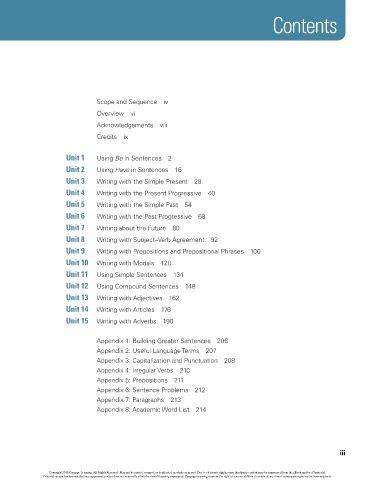 Contents
Scope and Sequence iv
Overview vi
Acknowledgements viii
Credits ix
Unit 1 Using Be in Sentences 2
Unit 2 Using Have in Sentences 16
Unit 3 Writing with the Simple Present 28
Unit 4 Writing with the Present Progressive 40
Unit 5 Writing with the Simple Past 54
Unit 6 Writing with the Past Progressive 68
Unit 7 Writing about the Future 80
Unit 8 Writing with Subject–Verb Agreement 92
Unit 9 Writing with Prepositions and Prepositional Phrases 106
Unit 10 Writing with Modals 120
Unit 11 Using Simple Sentences 134
Unit 12 Using Compound Sentences 148
Unit 13 Writing with Adjectives 162
Unit 14 Writing with Articles 176
Unit 15 Writing with Adverbs 190
Appendix 1: Building Greater Sentences 206
Appendix 2: Useful Language Terms 207
Appendix 3: Capitalization and Punctuation 208
Appendix 4: Irregular Verbs 210
Appendix 5: Prepositions 211
Appendix 6: Sentence Problems 212
Appendix 7: Paragraphs 213
Appendix 8: Academic Word List 214
iii